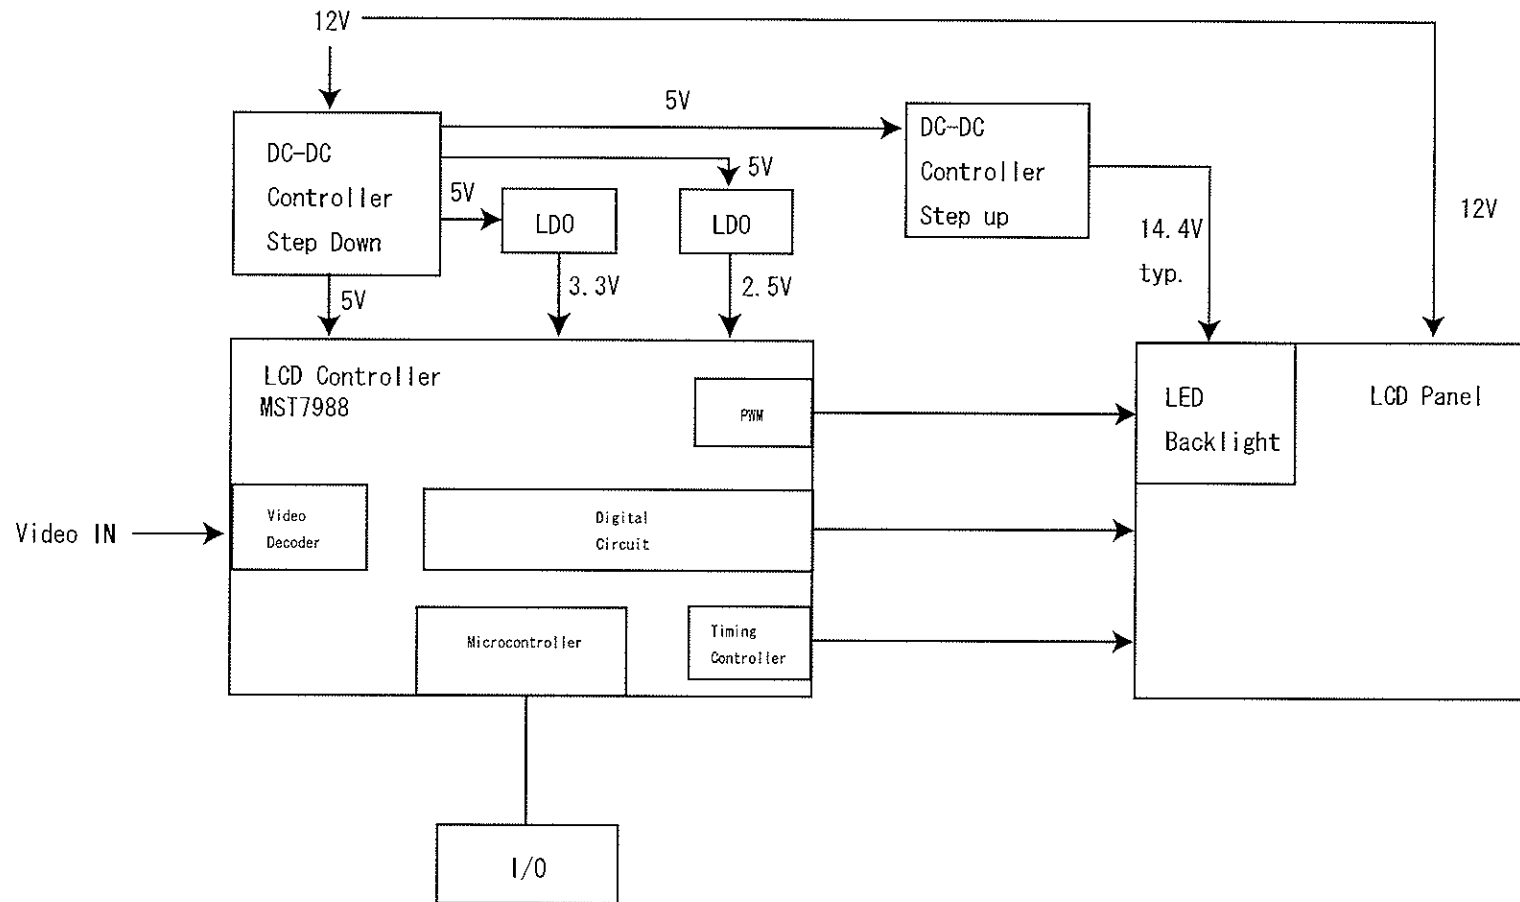 12V
5V
DC-DC
Controller
Step Down
DC-DC
Controller
Step up
5V
5V
LDO
LDO
12V
14.4V
typ.
5V
3.3V
2.5V
LCD Controller
MST7988
PWM
LED
Backlight
LCD Panel
Video IN
Video
Decoder
Digital
Circuit
Microcontroller
Timing
Controller
I/O